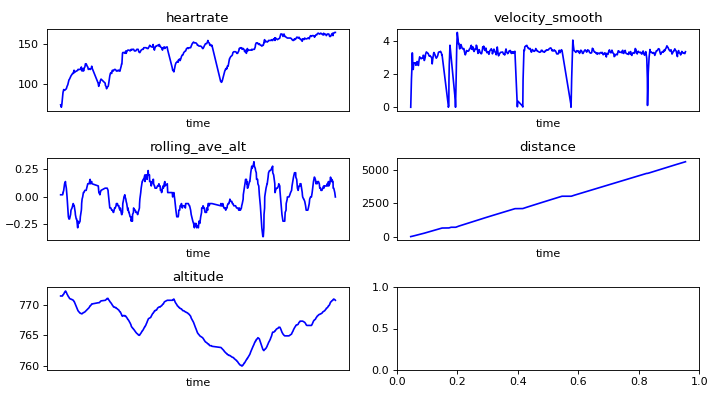 heartrate
150
100
time
velocity_smooth
4
2
0
time
rolling_ave_alt
0.25
0.00
−0.25
time
distance
5000
2500
0
time
altitude
770
765
760
time
1.0
0.5
0.0
0.0 0.2 0.4 0.6 0.8 1.0